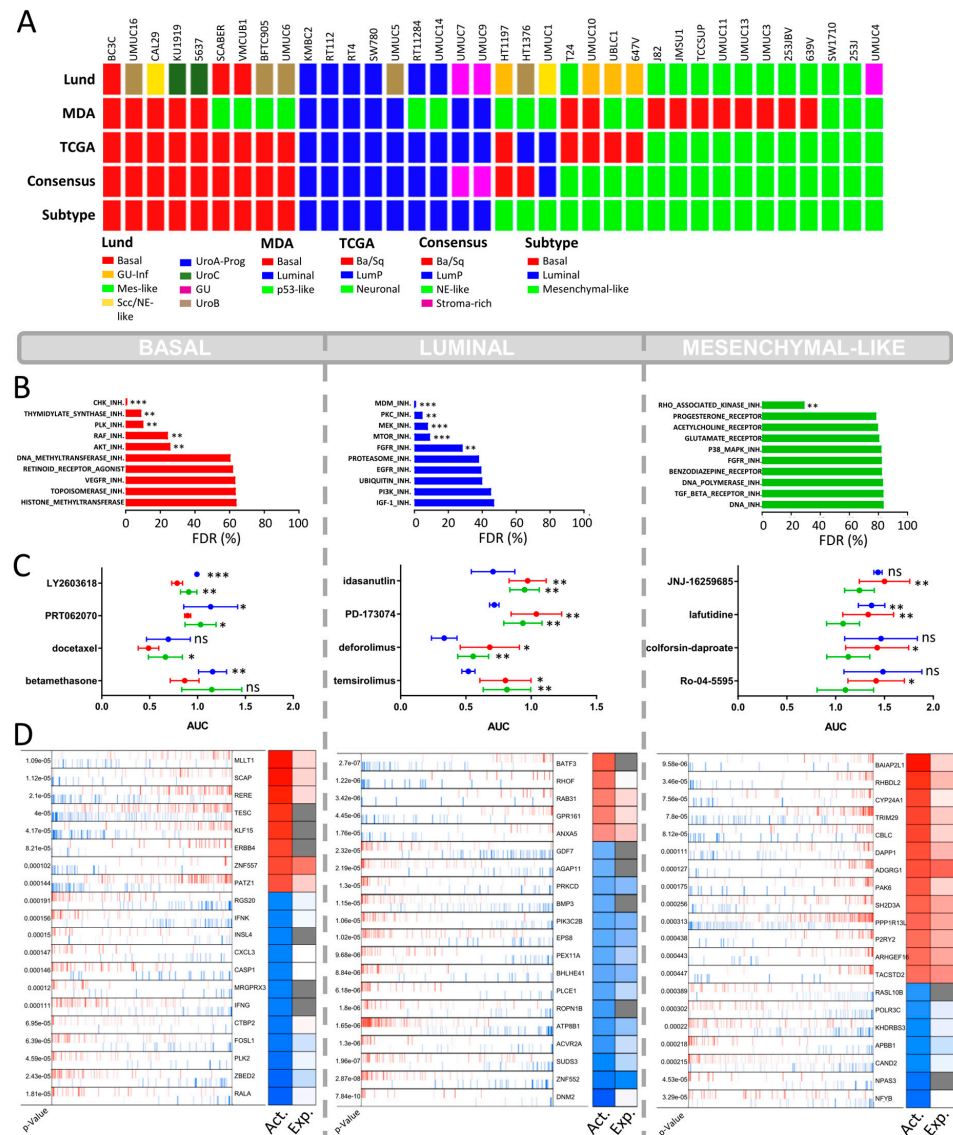 A
BC3C
UMUC16
CAL29
KU1919
5637
SCABER
VMCUB1
BFTC905
UMUC6
KMBC2
RT112
RT4
SW780
UMUC5
RT11284
UMUC14
UMUC7
UMUC9
HT1197
HT1376
UMUC1
T24
UMUC10
UBLC1
647V
J82
JMSU1
TCCSUP
UMUC11
UMUC13
UMUC3
253JBV
639V
SW1710
253J
UMUC4
Lund
MDA
TCGA
Consensus
Subtype
Lund
Basal
GU-Inf
Mes-like
Scc/NE-
like
UroA-Prog
UroC
GU
UroB
MDA
Basal
Luminal
p53-like
TCGA
Ba/Sq
LumP
Neuronal
Consensus
Ba/Sq
LumP
NE-like
Stroma-rich
Subtype
Basal
Luminal
Mesenchymal-like
BASAL
LUMINAL
MESENCHYMAL-LIKE
B
CHK_INH. ***
THYMIDYLATE_SYNTHASE_INH. **
PLK_INH. **
RAF_INH. **
AKT_INH. **
DNA_METHYLTRANSFERASE_INH.
RETINOID_RECEPTOR_AGONIST
VEGFR_INH.
TOPOISOMERASE_INH.
HISTONE_METHYLTRANSFERASE
0 20 40 60 80 100
FDR (%)
MDM_INH. ***
PKC_INH. **
MEK_INH. ***
MTOR_INH. ***
FGFR_INH. **
PROTEASOME_INH.
EGFR_INH.
UBIQUITIN_INH.
PI3K_INH.
IGF-1_INH.
0 20 40 60 80 100
FDR (%)
RHO_ASSOCIATED_KINASE_INH. **
PROGESTERONE_RECEPTOR
ACETYLCHOLINE_RECEPTOR
GLUTAMATE_RECEPTOR
P38_MAPK_INH.
FGFR_INH.
BENZODIAZEPINE_RECEPTOR
DNA_POLYMERASE_INH.
TGF_BETA_RECEPTOR_INH.
DNA_INH.
0 20 40 60 80 100
FDR (%)
C
LY2603618
***
**
PRT062070
*
*
docetaxel
ns
*
betamethasone
**
ns
0.0 0.5 1.0 1.5 2.0
AUC
idasanutlin
**
**
PD-173074
**
**
deforolimus
*
**
temsirolimus
*
**
0.0 0.5 1.0 1.5
AUC
JNJ-16259685
ns
**
lafutidine
**
**
colforsin-daproate
ns
*
Ro-04-5595
ns
*
0.0 0.5 1.0 1.5 2.0
AUC
D
1.09e-05 MLLT1
1.12e-05 SCAP
2.1e-05 RERE
4e-05 TESC
4.17e-05 KLF15
8.21e-05 ERBB4
0.000102 ZNF557
0.000144 PATZ1
0.000191 RGS20
0.000156 IFNK
0.00015 INSL4
0.000147 CXCL3
0.000146 CASP1
0.00012 MRGPRX3
0.000111 IFNG
6.95e-05 CTBP2
6.39e-05 FOSL1
4.59e-05 PLK2
2.43e-05 ZBED2
1.81e-05 RALA
p-Value Act. Exp.
2.7e-07 BATF3
1.22e-06 RHOF
3.42e-06 RAB31
4.45e-06 GPR161
1.76e-05 ANXA5
2.32e-05 GDF7
2.19e-05 AGAP11
1.3e-05 PRKCD
1.15e-05 BMP3
1.06e-05 PIK3C2B
1.02e-05 EPS8
9.68e-06 PEX11A
8.84e-06 BHLHE41
6.18e-06 PLCE1
1.8e-06 ROPN1B
1.65e-06 ATP8B1
1.3e-06 ACVR2A
1.96e-07 SUDS3
2.87e-08 ZNF552
7.84e-10 DNM2
p-Value Act. Exp.
9.58e-06 BAIAP2L1
3.46e-05 RHBDL2
7.56e-05 CYP24A1
7.8e-05 TRIM29
8.12e-05 CBLC
0.000111 DAPP1
0.000127 ADGRG1
0.000175 PAK6
0.000256 SH2D3A
0.000313 PPP1R13L
0.000438 P2RY2
0.000443 ARHGEF16
0.000447 TACSTD2
0.000389 RASL10B
0.000302 POLR3C
0.00022 KHDRBS3
0.000218 APBB1
0.000215 CAND2
4.53e-05 NPAS3
3.29e-05 NFYB
p-Value Act. Exp.